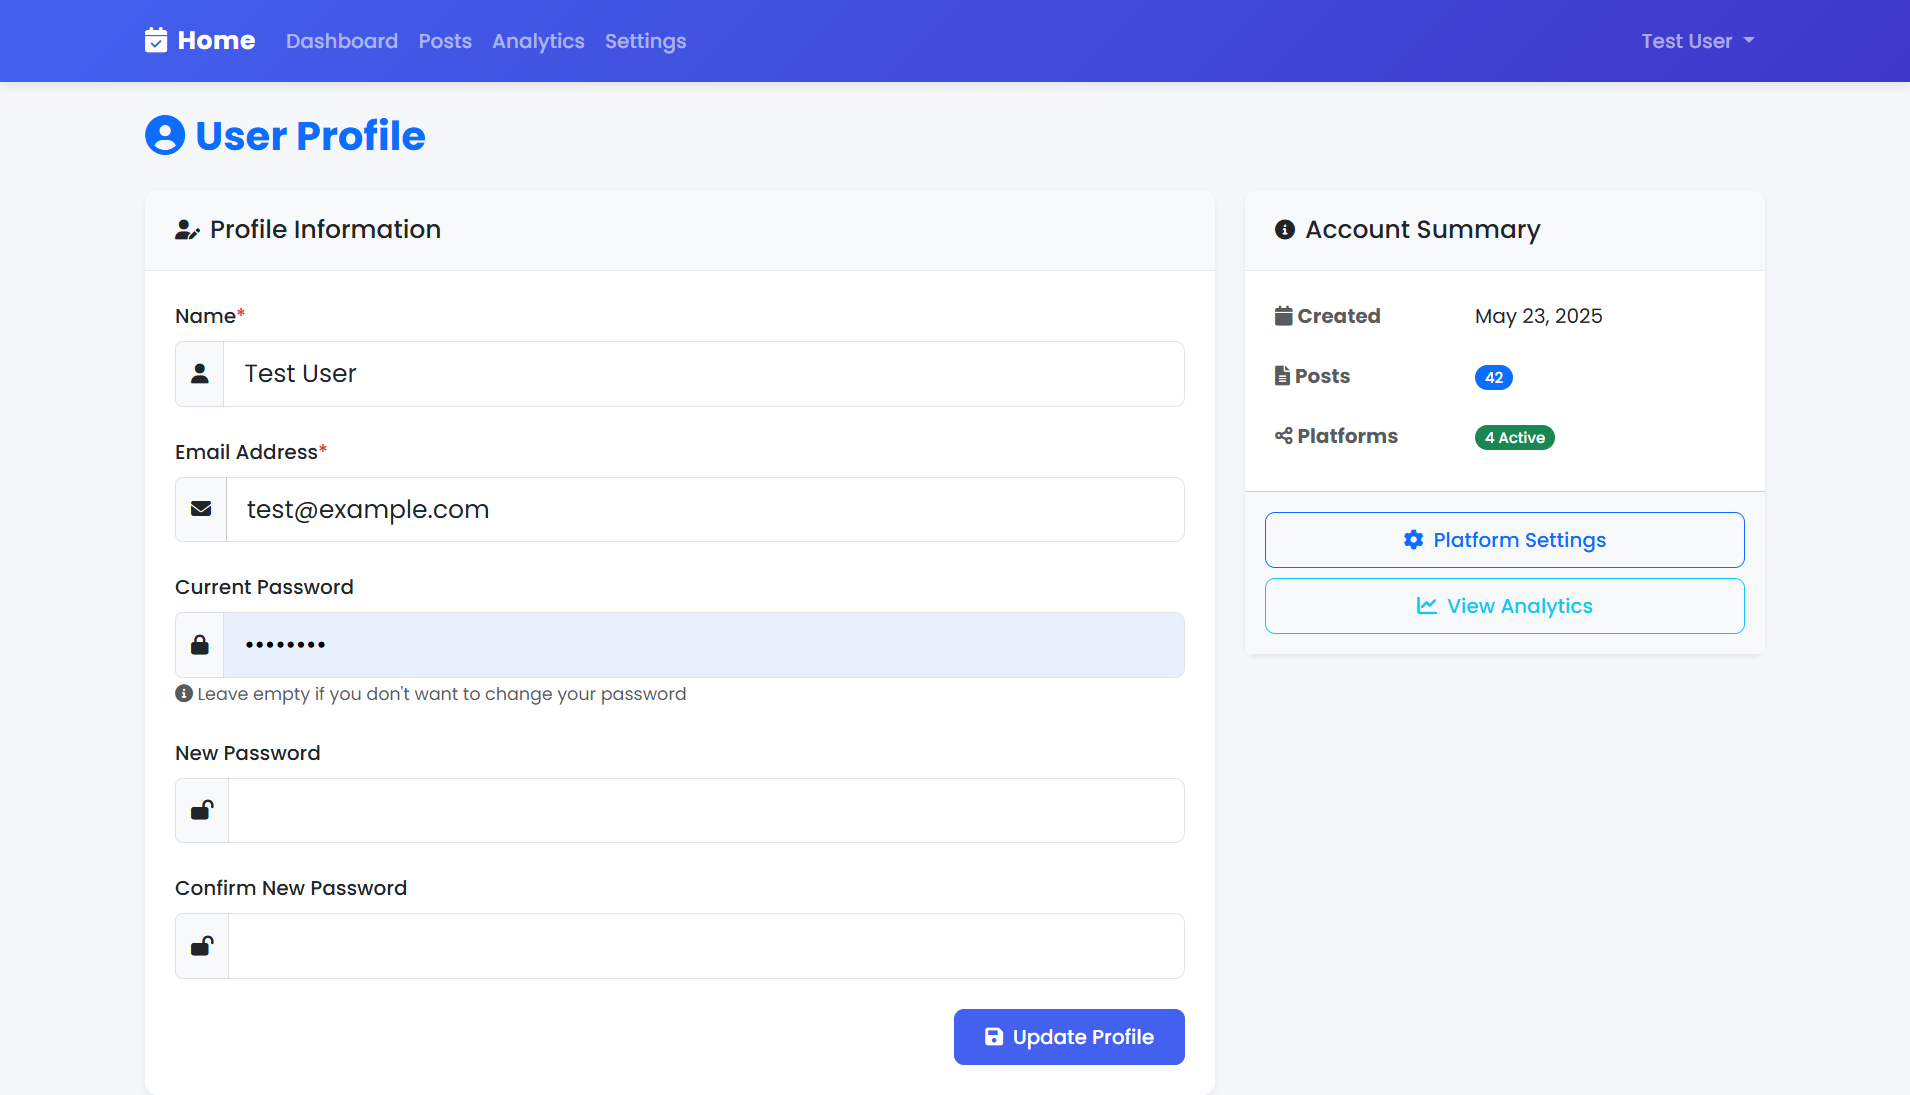 Home Dashboard Posts Analytics Settings Test User
User Profile
Profile Information
Name*
Test User
Email Address*
test@example.com
Current Password
••••••••
Leave empty if you don't want to change your password
New Password
Confirm New Password
Update Profile
Account Summary
Created May 23, 2025
Posts 42
Platforms 4 Active
Platform Settings
View Analytics